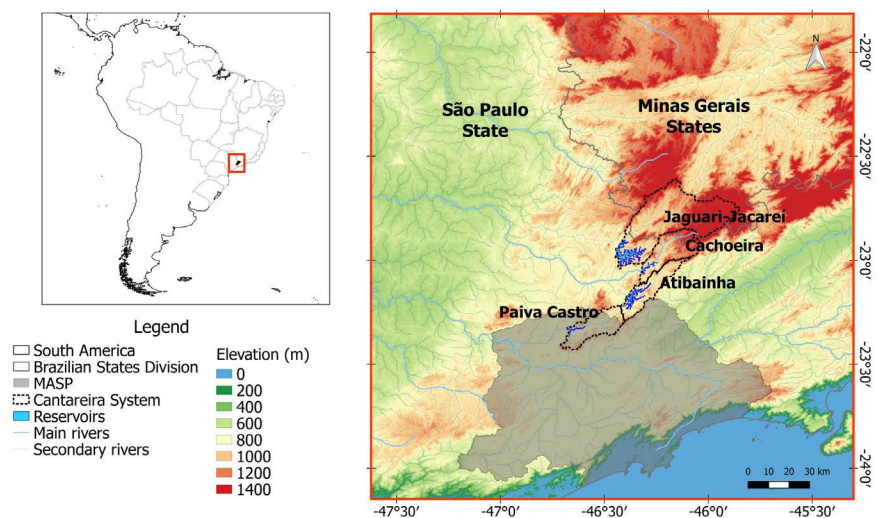 Legend
South America
Brazilian States Division
MASP
Cantareira System
Reservoirs
Main rivers
Secondary rivers
Elevation (m)
0
200
400
600
800
1000
1200
1400
N
São Paulo
State
Minas Gerais
States
Jaguari-Jacareí
Cachoeira
Atibainha
Paiva Castro
0 10 20 30 km
-22°0'
-22°30'
-23°0'
-23°30'
-24°0'
-47°30' -47°0' -46°30' -46°0' -45°30'